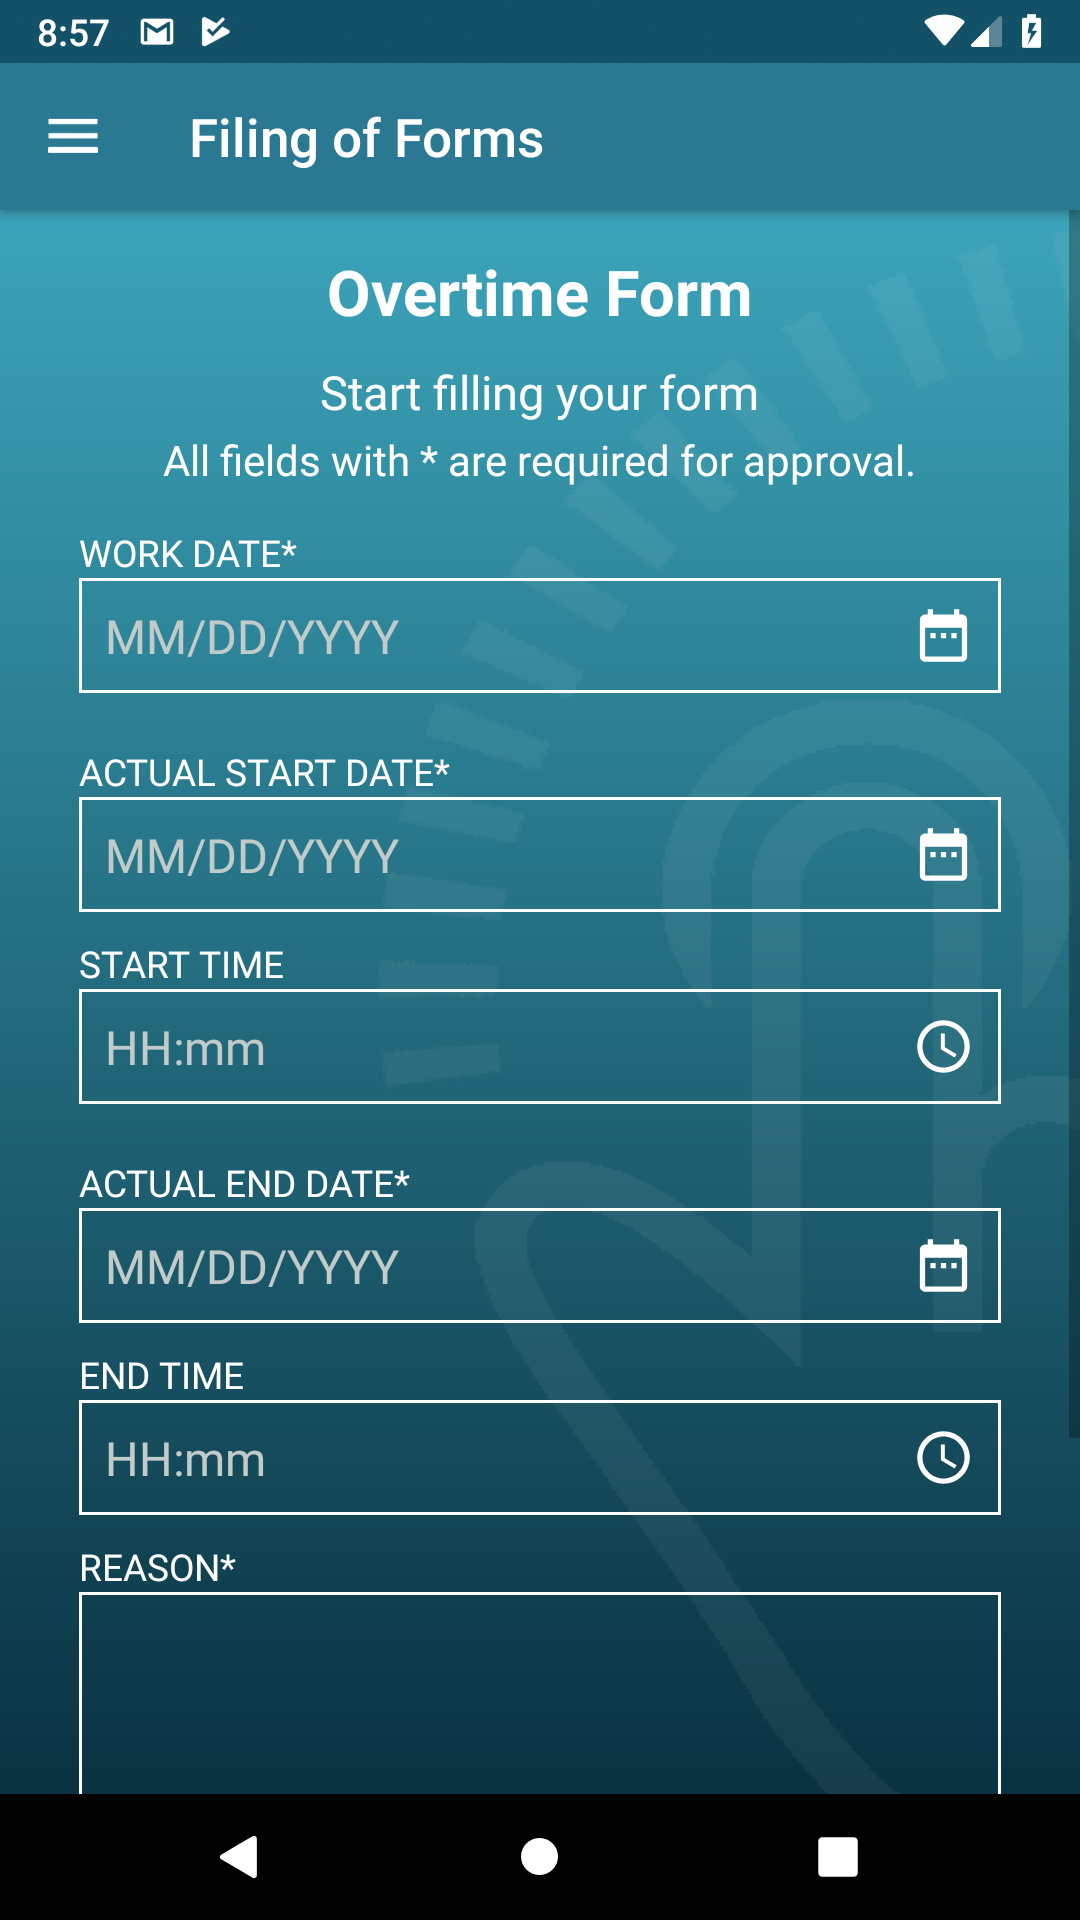 8:57
Filing of Forms
Overtime Form
Start filling your form
All fields with * are required for approval.
WORK DATE*
MM/DD/YYYY
ACTUAL START DATE*
MM/DD/YYYY
START TIME
HH:mm
ACTUAL END DATE*
MM/DD/YYYY
END TIME
HH:mm
REASON*